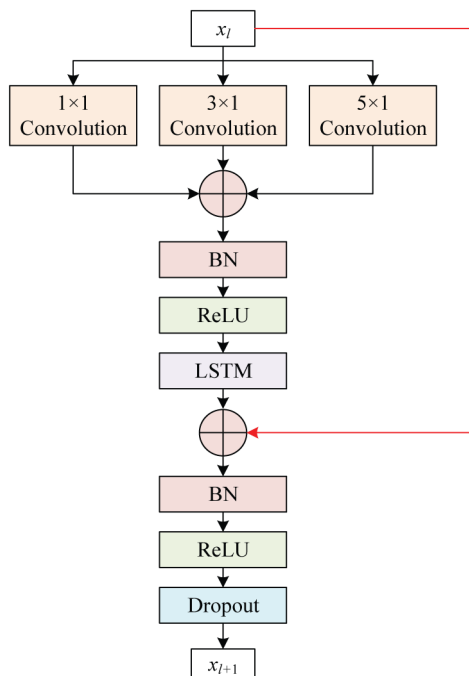 x_l
1×1
Convolution
3×1
Convolution
5×1
Convolution
BN
ReLU
LSTM
BN
ReLU
Dropout
x_{l+1}